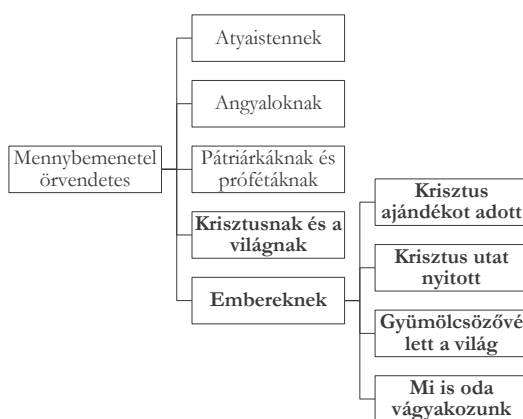 Mennybemenetel
örvendetes
Atyaistennek
Angyaloknak
Pátriárkáknak és
prófétáknak
Krisztusnak és a
világnak
Embereknek
Krisztus
ajándékot adott
Krisztus utat
nyitott
Gyümölcsözővé
lett a világ
Mi is oda
vágyakozunk